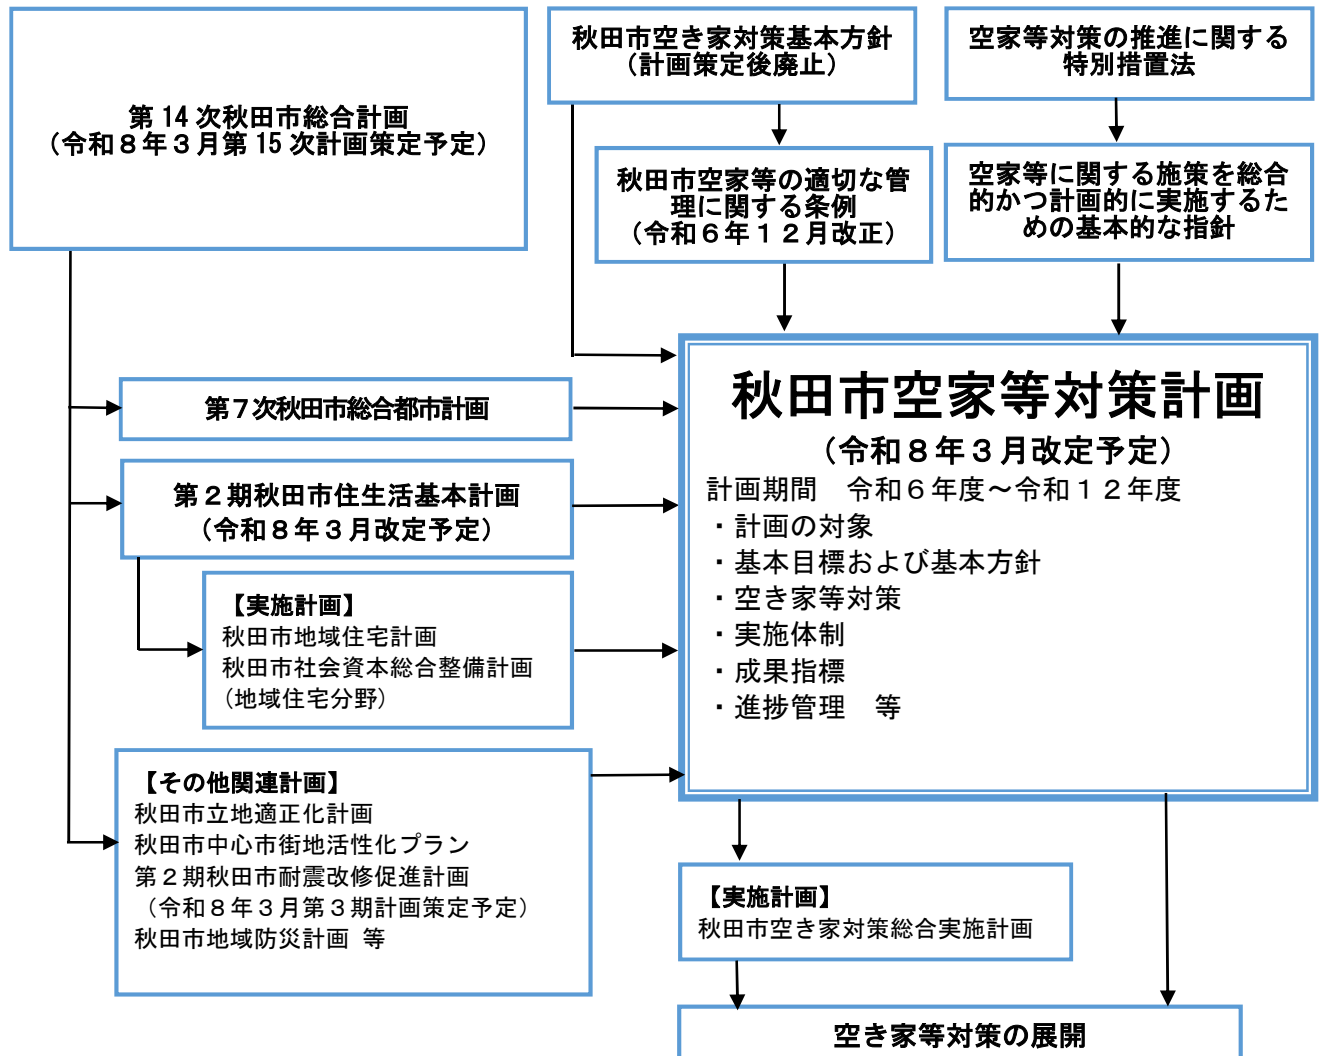 第 14 次秋田市総合計画
（令和８年３月第 15 次計画策定予定）
秋田市空き家対策基本方針
（計画策定後廃止）
空家等対策の推進に関する
特別措置法
秋田市空家等の適切な管
理に関する条例
（令和６年１２月改正）
空家等に関する施策を総合
的かつ計画的に実施するた
めの基本的な指針
第７次秋田市総合都市計画
第２期秋田市住生活基本計画
（令和８年３月改定予定）
【実施計画】
秋田市地域住宅計画
秋田市社会資本総合整備計画
（地域住宅分野）
【その他関連計画】
秋田市立地適正化計画
秋田市中心市街地活性化プラン
第２期秋田市耐震改修促進計画
（令和８年３月第３期計画策定予定）
秋田市地域防災計画 等
秋田市空家等対策計画
（令和８年３月改定予定）
計画期間　令和６年度～令和１２年度
・計画の対象
・基本目標および基本方針
・空き家等対策
・実施体制
・成果指標
・進捗管理　等
【実施計画】
秋田市空き家対策総合実施計画
空き家等対策の展開